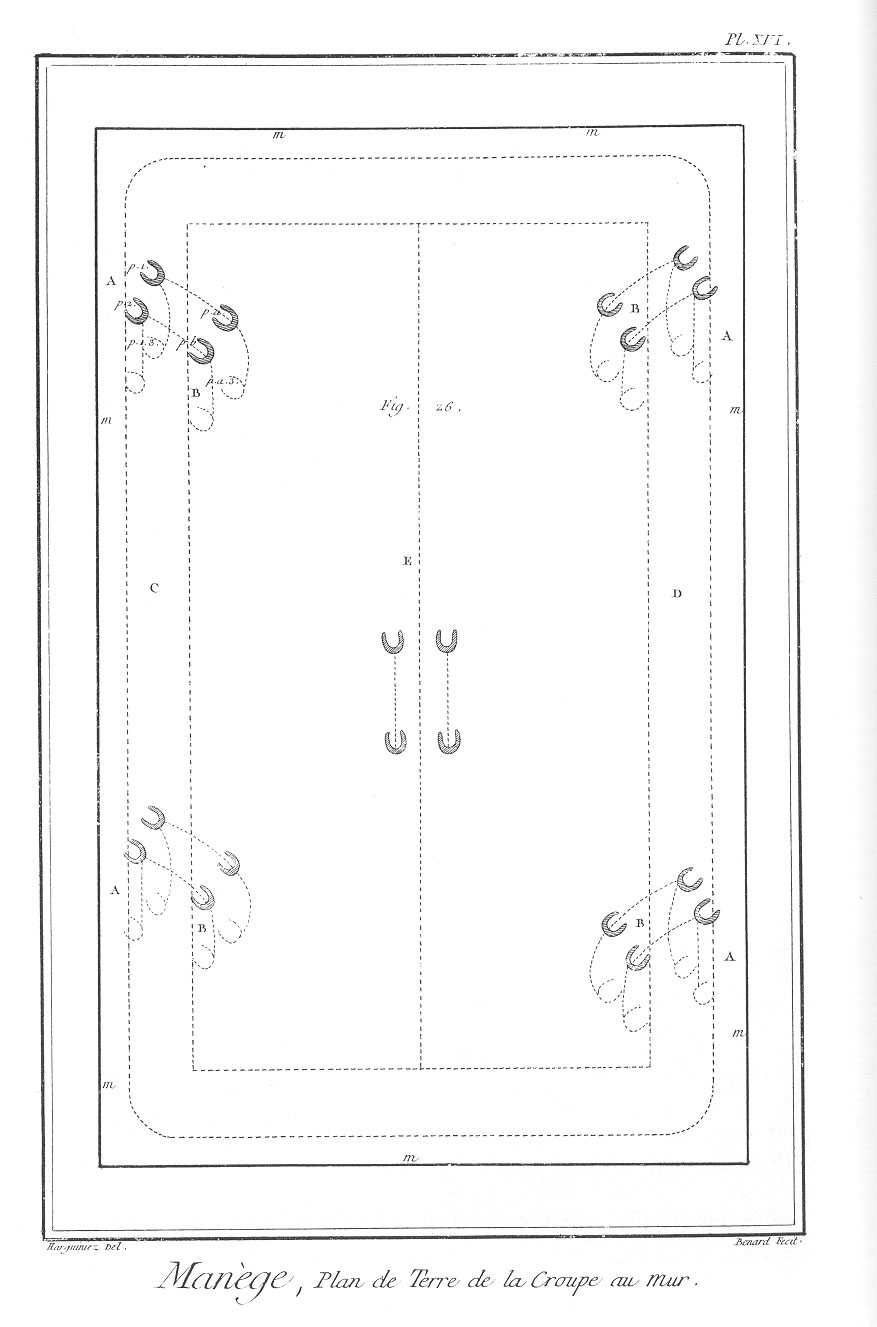 Pl. XVI.
m m
p.1.
A
p.2.
p.a
B
A
p.1.3.
p.b
p.a.3.
B
Fig. 26.
m
m
E
C
D
A
B
B
A
m
m
m
Harguiniez Del.
Benard Fecit.
Manège, Plan de Terre de la Croupe au mur.